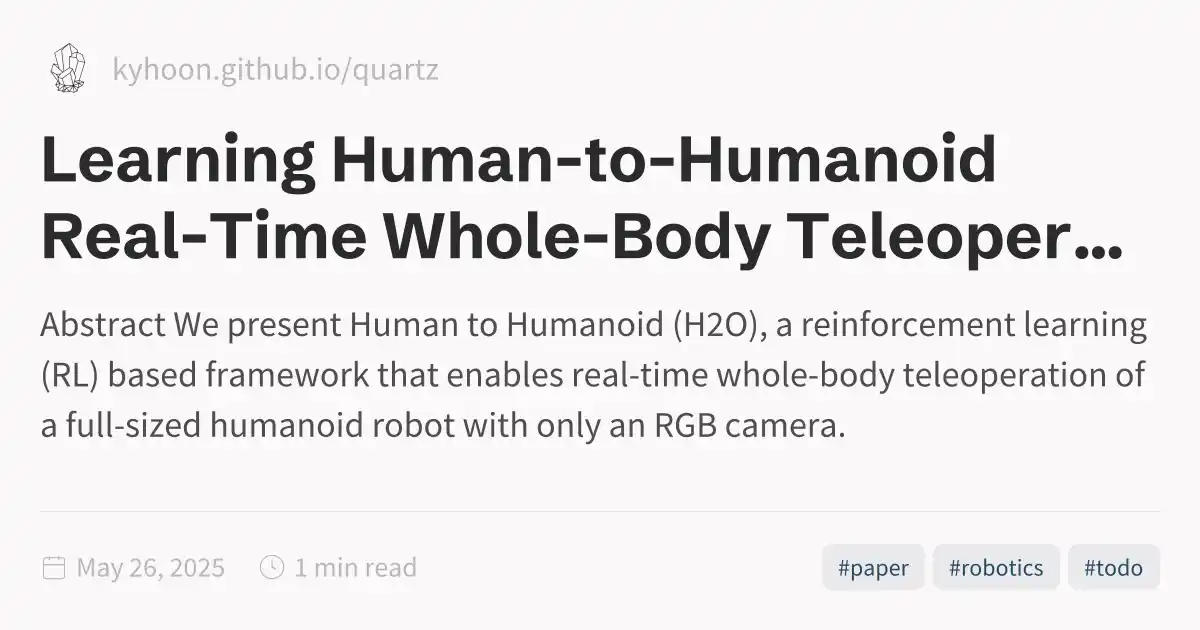 kyhoon.github.io/quartz
Learning Human-to-Humanoid
Real-Time Whole-Body Teleoper...
Abstract We present Human to Humanoid (H2O), a reinforcement learning
(RL) based framework that enables real-time whole-body teleoperation of
a full-sized humanoid robot with only an RGB camera.
May 26, 2025 1 min read #paper #robotics #todo